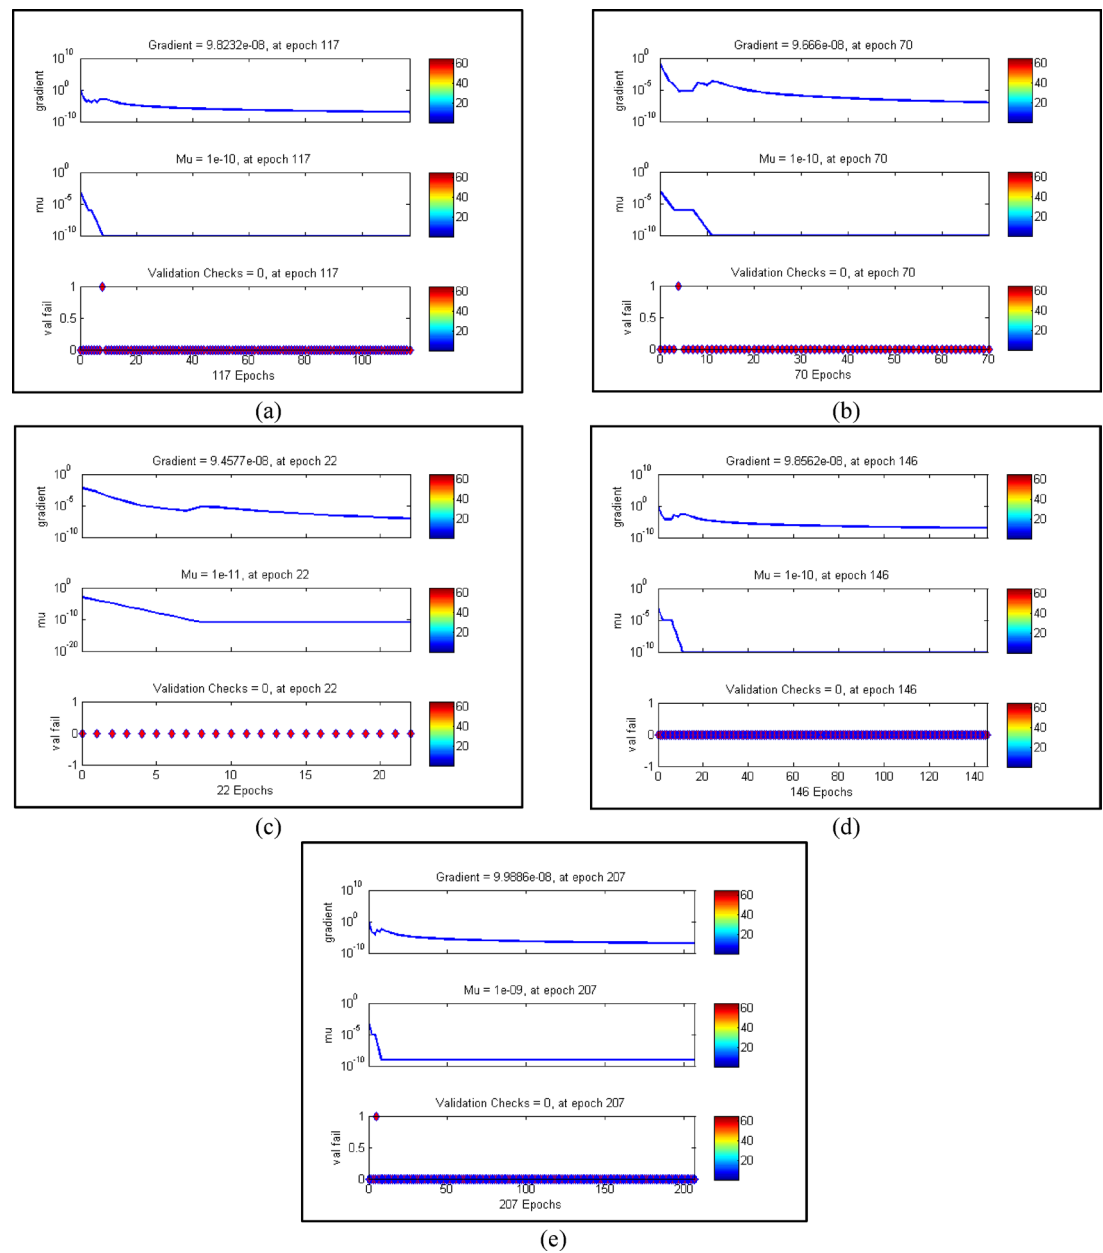 Gradient = 9.8232e-08, at epoch 117
10^10
10^0
10^-10
gradient
60
40
20
Mu = 1e-10, at epoch 117
10^0
10^-5
10^-10
mu
60
40
20
Validation Checks = 0, at epoch 117
1
0.5
0
val fail
0 20 40 60 80 100
117 Epochs
60
40
20
(a)
Gradient = 9.666e-08, at epoch 70
10^0
10^-5
10^-10
gradient
60
40
20
Mu = 1e-10, at epoch 70
10^0
10^-5
10^-10
mu
60
40
20
Validation Checks = 0, at epoch 70
1
0.5
0
val fail
0 10 20 30 40 50 60 70
70 Epochs
60
40
20
(b)
Gradient = 9.4577e-08, at epoch 22
10^0
10^-5
10^-10
gradient
60
40
20
Mu = 1e-11, at epoch 22
10^0
10^-10
10^-20
mu
60
40
20
Validation Checks = 0, at epoch 22
1
0
-1
val fail
0 5 10 15 20
22 Epochs
60
40
20
(c)
Gradient = 9.8562e-08, at epoch 146
10^10
10^0
10^-10
gradient
60
40
20
Mu = 1e-10, at epoch 146
10^0
10^-5
10^-10
mu
60
40
20
Validation Checks = 0, at epoch 146
1
0
-1
val fail
0 20 40 60 80 100 120 140
146 Epochs
60
40
20
(d)
Gradient = 9.9886e-08, at epoch 207
10^10
10^0
10^-10
gradient
60
40
20
Mu = 1e-09, at epoch 207
10^0
10^-5
10^-10
mu
60
40
20
Validation Checks = 0, at epoch 207
1
0.5
0
val fail
0 50 100 150 200
207 Epochs
60
40
20
(e)